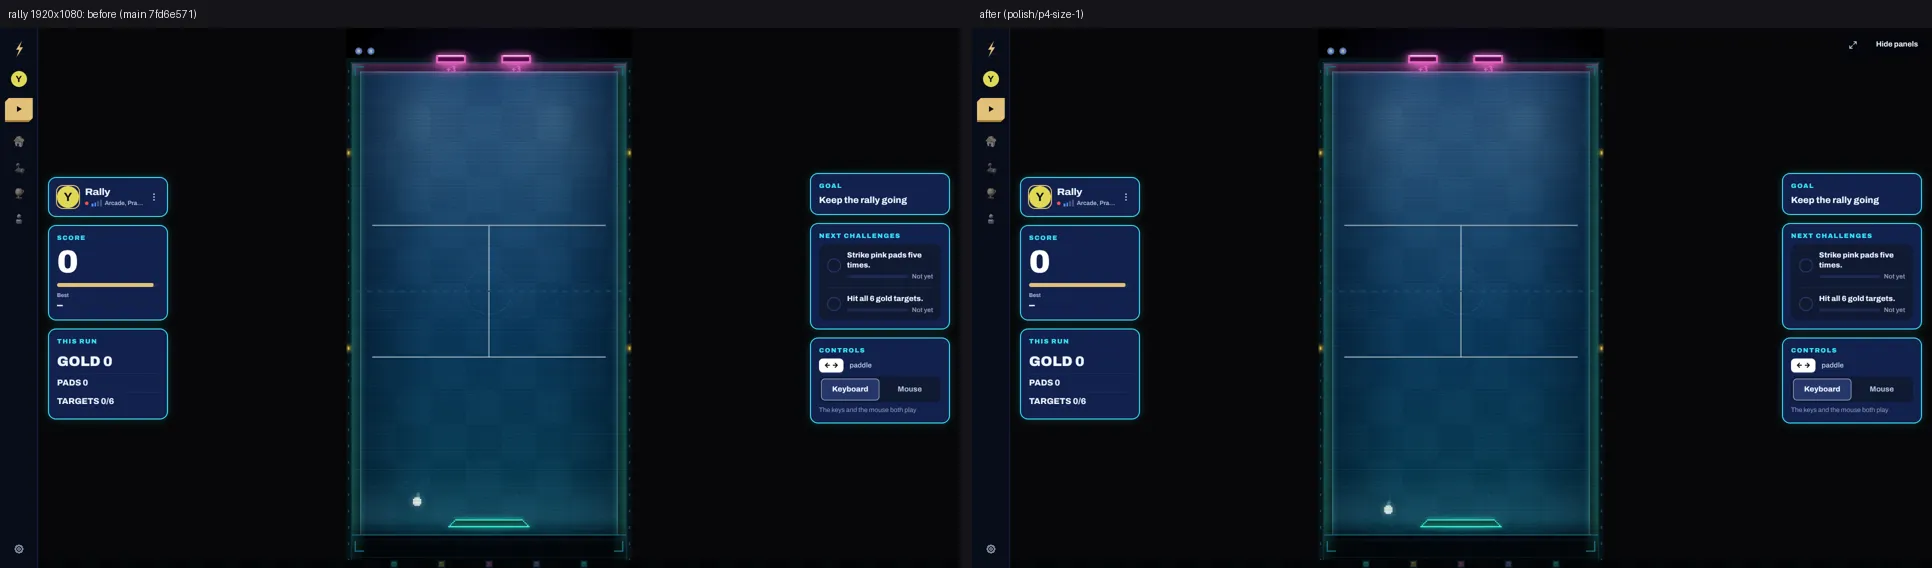 rally 1920x1080: before (main 7fd6e571)
Y
Y
Rally
Arcade, Pra...
SCORE
0
Best
–
THIS RUN
GOLD 0
PADS 0
TARGETS 0/6
GOAL
Keep the rally going
NEXT CHALLENGES
Strike pink pads five
times.
Not yet
Hit all 6 gold targets.
Not yet
CONTROLS
← → paddle
Keyboard Mouse
The keys and the mouse both play
after (polish/p4-size-1)
Hide panels
Y
Y
Rally
Arcade, Pra...
SCORE
0
Best
–
THIS RUN
GOLD 0
PADS 0
TARGETS 0/6
GOAL
Keep the rally going
NEXT CHALLENGES
Strike pink pads five
times.
Not yet
Hit all 6 gold targets.
Not yet
CONTROLS
← → paddle
Keyboard Mouse
The keys and the mouse both play